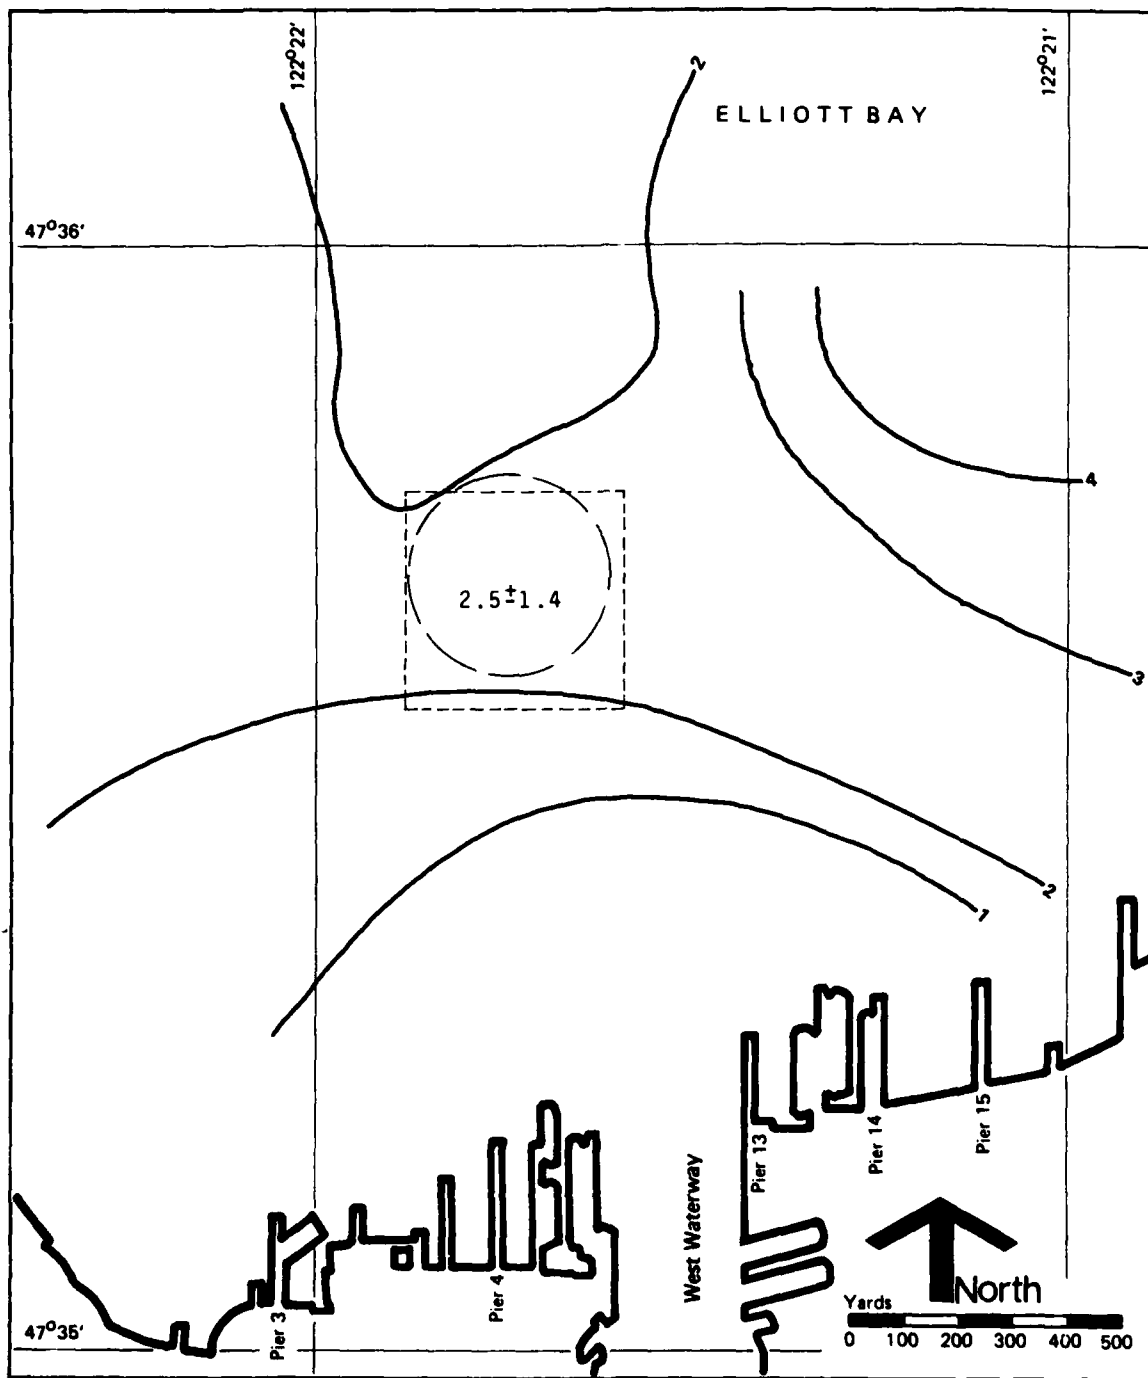 122°22'
2
122°21'
ELLIOTT BAY
47°36'
4
2.5±1.4
3
2
1
Pier 13
Pier 14
Pier 15
West Waterway
Pier 3
Pier 4
North
Yards
47°35'
0 100 200 300 400 500